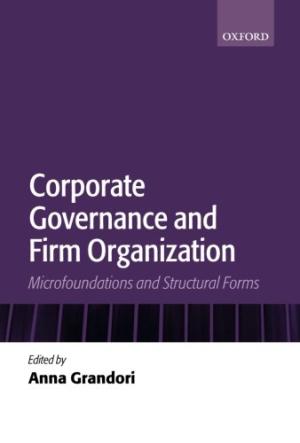 OXFORD
Corporate
Governance and
Firm Organization
Microfoundations and Structural Forms
Edited by
Anna Grandori